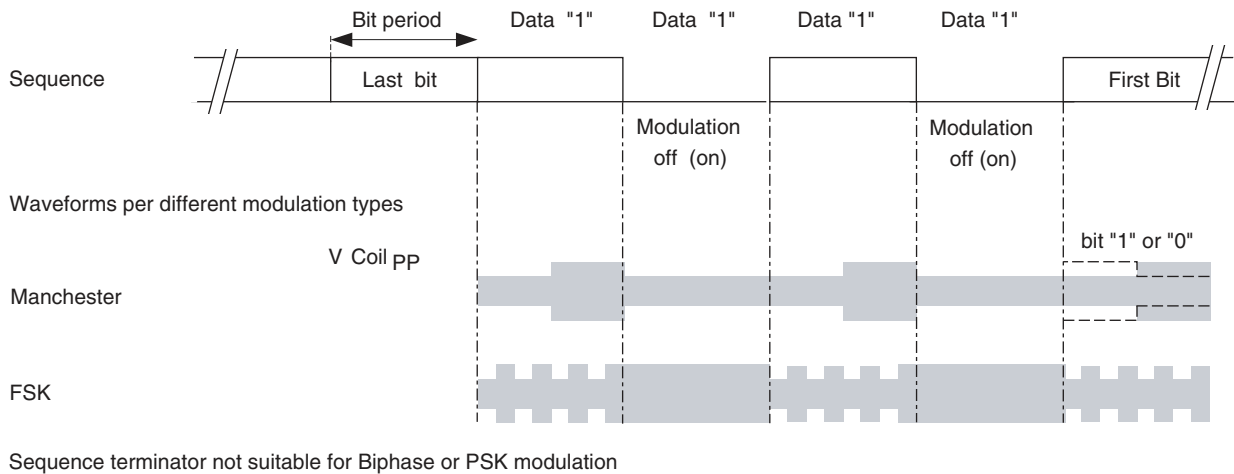 Bit period Data "1" Data "1" Data "1" Data "1"
Sequence Last bit First Bit
Modulation off (on) Modulation off (on)
Waveforms per different modulation types
V Coil PP bit "1" or "0"
Manchester
FSK
Sequence terminator not suitable for Biphase or PSK modulation